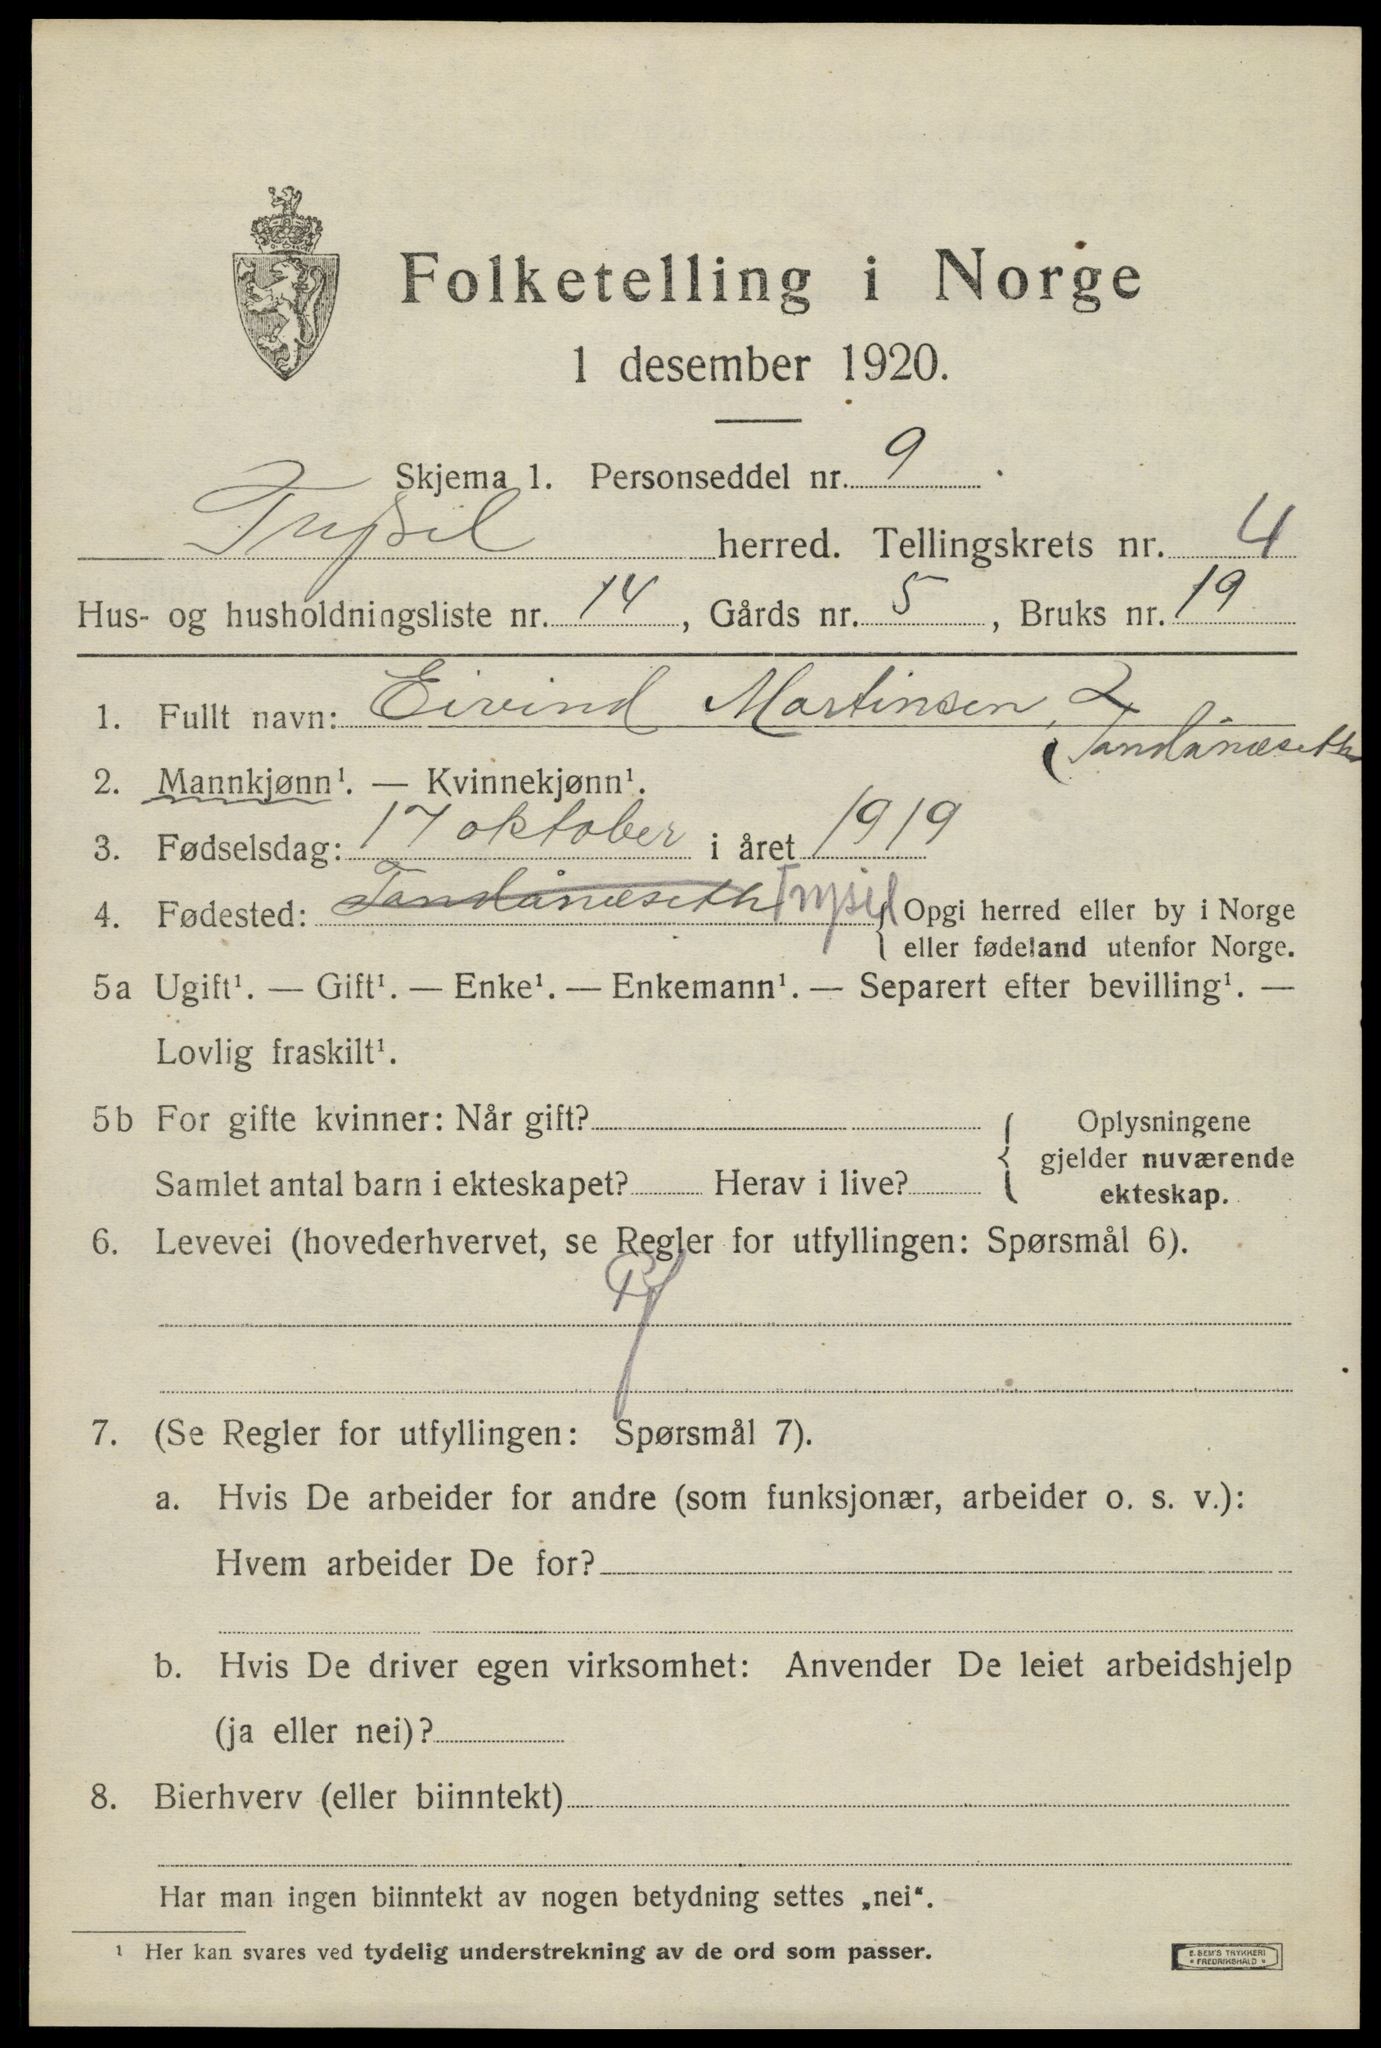 Folketelling i Norge
1 desember 1920.
Skjema 1. Personseddel nr. 9
Trysil herred. Tellingskrets nr. 4
Hus- og husholdningsliste nr. 14, Gårds nr. 5, Bruks nr. 19
1. Fullt navn: Eivind Martinsen
(Tandånæseth
2. Mannkjønn¹. — Kvinnekjønn¹.
3. Fødselsdag: 17 oktober i året 1919
4. Fødested: Tandånæseth Trysil {Opgi herred eller by i Norge
eller fødeland utenfor Norge.
5a Ugift¹. — Gift¹. — Enke¹. — Enkemann¹. — Separert efter bevilling¹. —
Lovlig fraskilt¹.
5b For gifte kvinner: Når gift?
Samlet antal barn i ekteskapet? Herav i live?
{ Oplysningene
gjelder nuværende
ekteskap.
6. Levevei (hovederhvervet, se Regler for utfyllingen: Spørsmål 6).
7. (Se Regler for utfyllingen: Spørsmål 7).
a. Hvis De arbeider for andre (som funksjonær, arbeider o. s. v.):
Hvem arbeider De for?
b. Hvis De driver egen virksomhet: Anvender De leiet arbeidshjelp
(ja eller nei)?
8. Bierhverv (eller biinntekt)
Har man ingen biinntekt av nogen betydning settes „nei“.
¹ Her kan svares ved tydelig understrekning av de ord som passer.
E. SEM'S TRYKKERI
* FREDRIKSHALD *